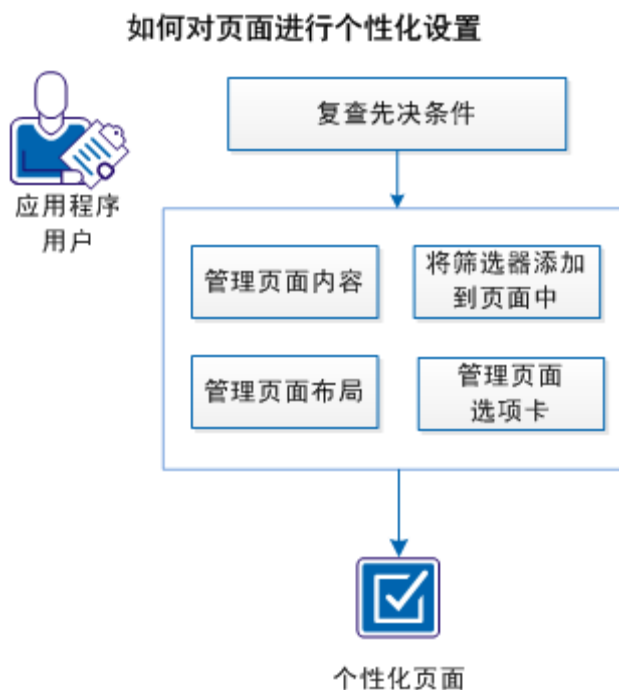 如何对页面进行个性化设置
复查先决条件
应用程序
用户
管理页面内容
将筛选器添加
到页面中
管理页面布局
管理页面
选项卡
个性化页面